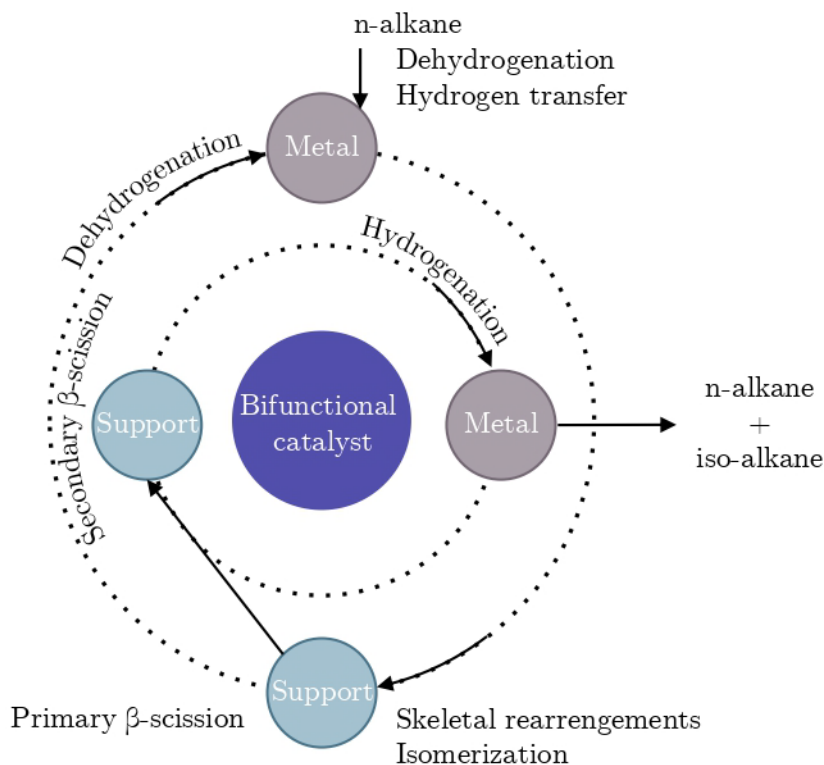 n-alkane
Dehydrogenation
Hydrogen transfer
Metal
Dehydrogenation
Hydrogenation
Secondary β-scission
Support
Bifunctional
catalyst
Metal
n-alkane
+
iso-alkane
Support
Primary β-scission
Skeletal rearrengements
Isomerization